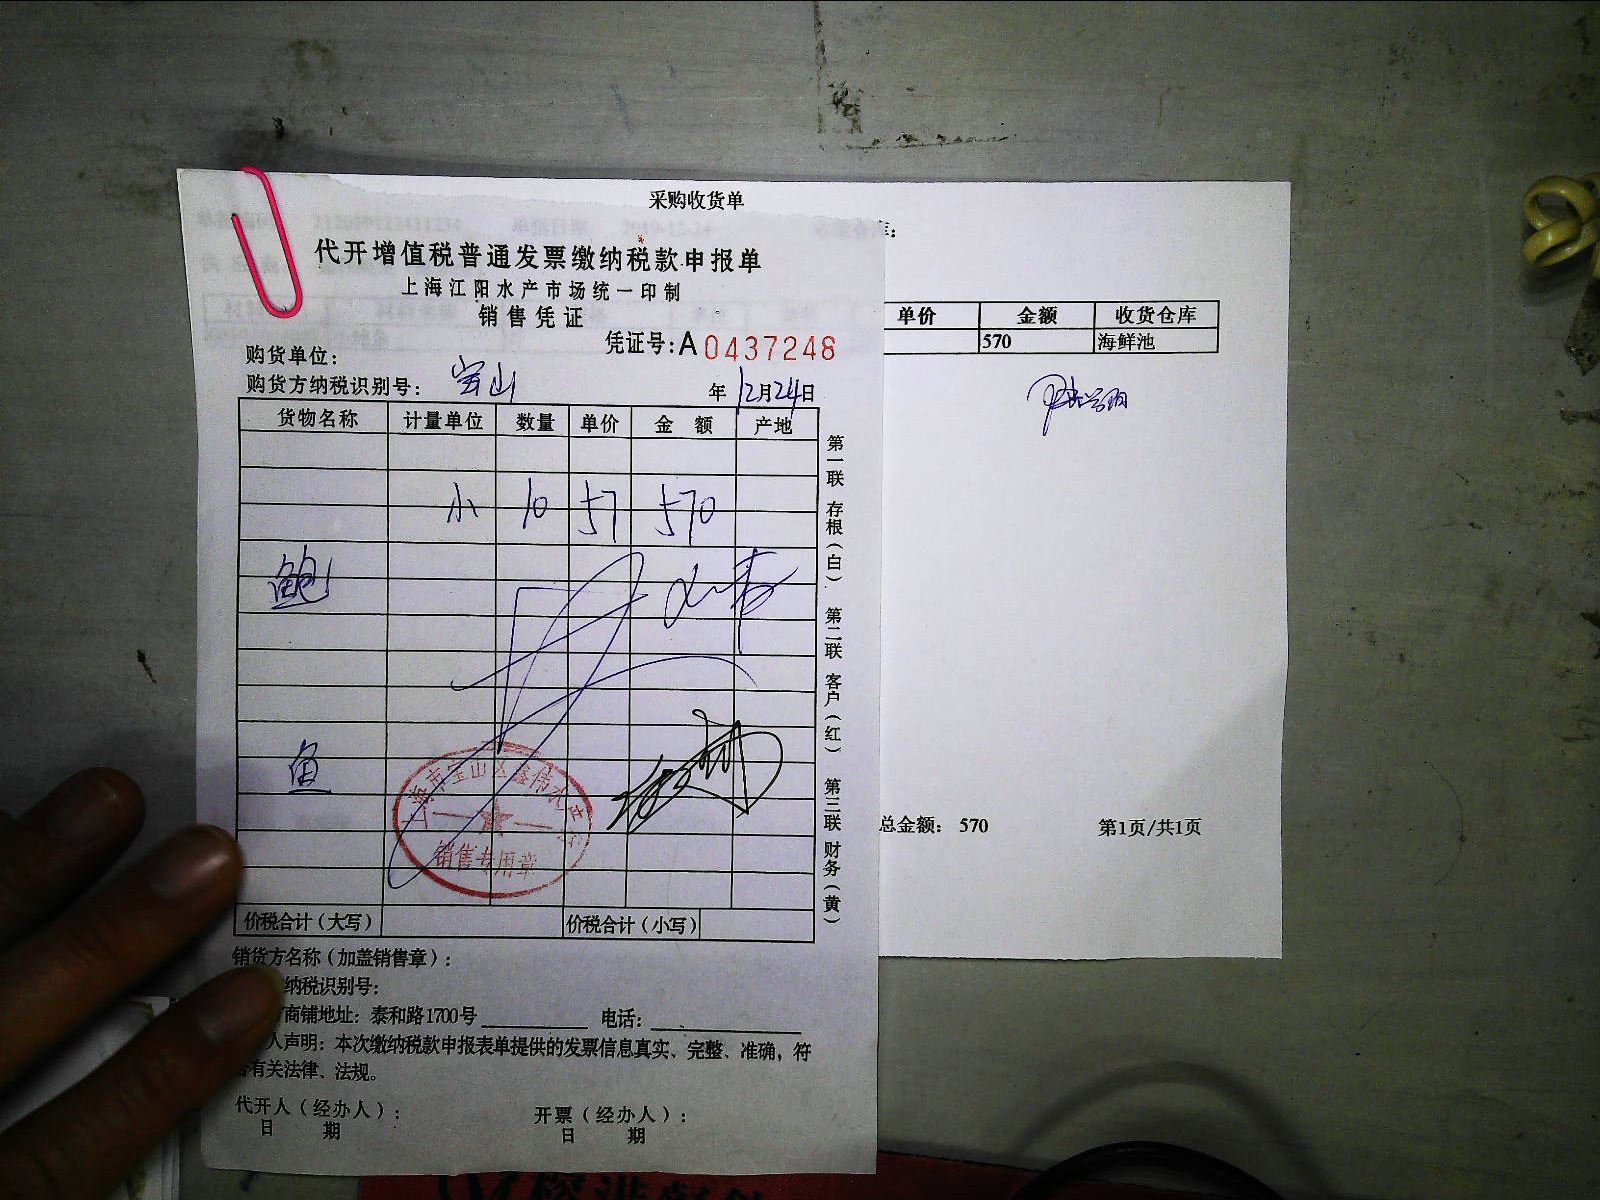 采购收货单
代开增值税普通发票缴纳税款申报单
上海江阳水产市场统一印制
销售凭证
凭证号:A0437248
购货单位:
购货方纳税识别号: 宝山 年12月24日
货物名称 计量单位 数量 单价 金 额 产地
小 10 57 570
鲍
鱼
价税合计(大写) 价税合计(小写)
销货方名称(加盖销售章):
纳税识别号:
商铺地址: 泰和路1700号 电话:
人声明: 本次缴纳税款申报表单提供的发票信息真实、完整、准确,符
有关法律、法规。
代开人(经办人): 开票(经办人):
日 期 日 期
第一联 存根(白) 第二联 客户(红) 第三联 财务(黄)
销售专用章
单价 金额 收货仓库
570 海鲜池
总金额: 570 第1页/共1页